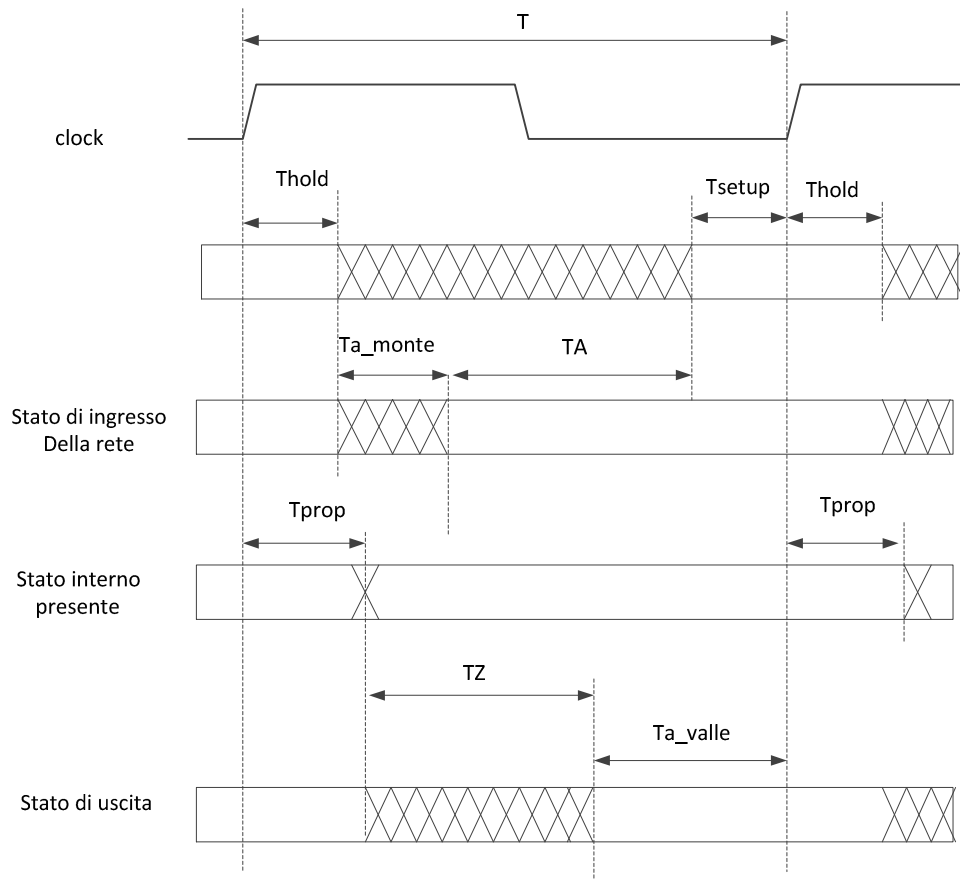 T
clock
Thold
Tsetup
Thold
Ta_monte
TA
Stato di ingresso
Della rete
Tprop
Tprop
Stato interno
presente
TZ
Ta_valle
Stato di uscita